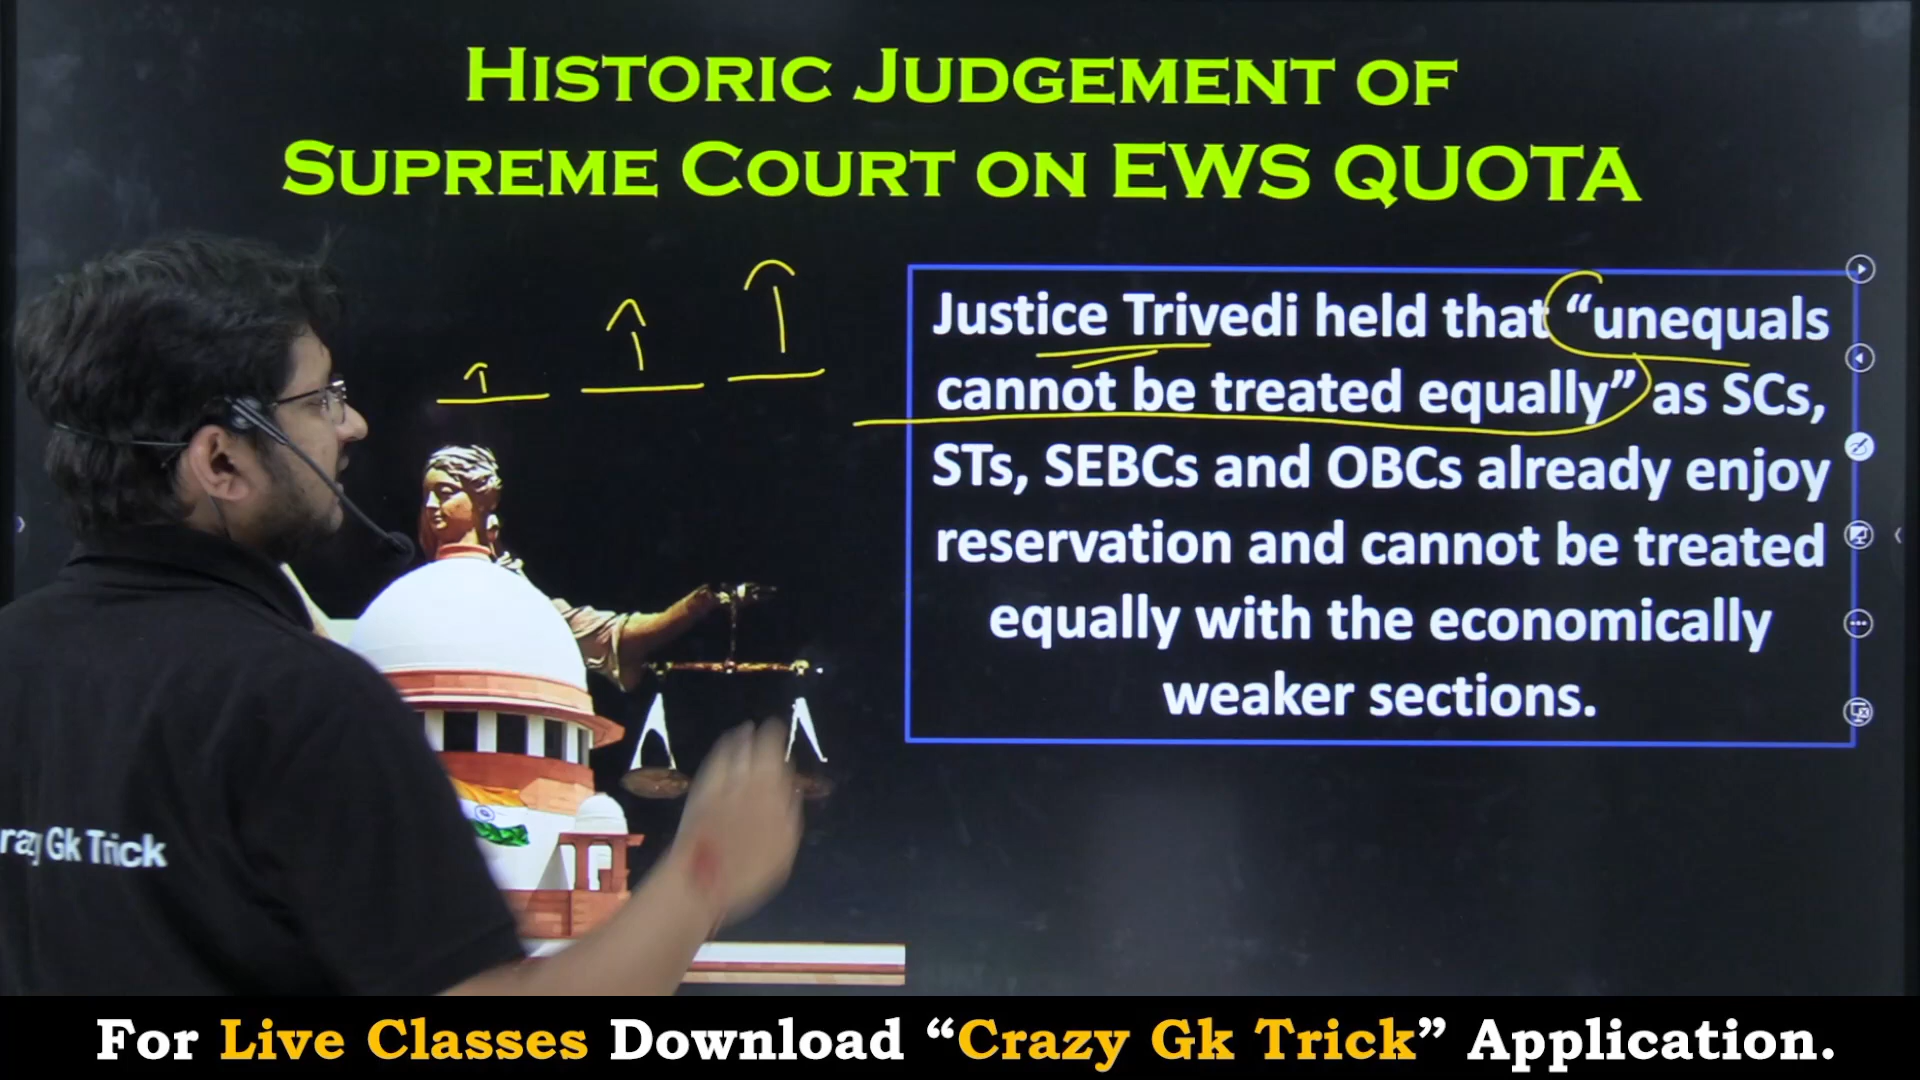 HISTORIC JUDGEMENT OF
SUPREME COURT ON EWS QUOTA
Justice Trivedi held that “unequals
cannot be treated equally” as SCs,
STs, SEBCs and OBCs already enjoy
reservation and cannot be treated
equally with the economically
weaker sections.
razy Gk Trick
For Live Classes Download “Crazy Gk Trick” Application.